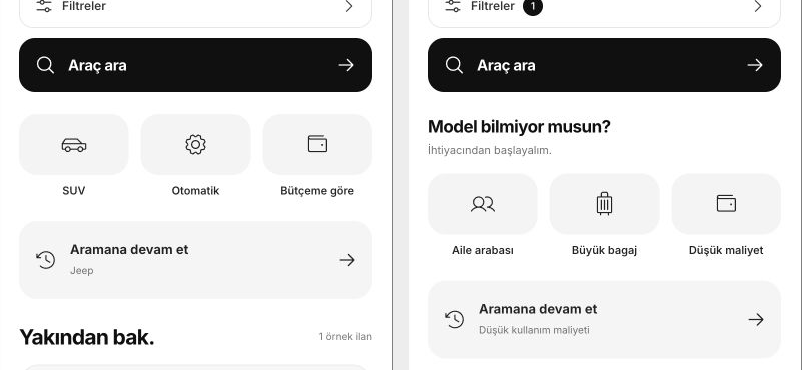 Filtreler
Araç ara
SUV
Otomatik
Bütçeme göre
Aramana devam et
Jeep
Yakından bak.
1 örnek ilan
Filtreler
1
Araç ara
Model bilmiyor musun?
İhtiyacından başlayalım.
Aile arabası
Büyük bagaj
Düşük maliyet
Aramana devam et
Düşük kullanım maliyeti